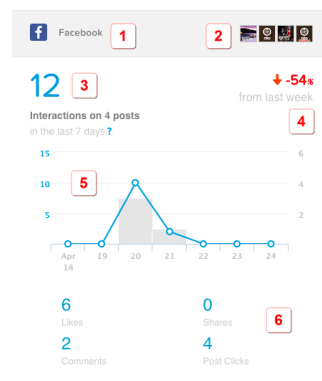 f Facebook 1 2
12 3 -54%
from last week
Interactions on 4 posts 4
in the last 7 days ?
15 6
10 5 4
5 2
Apr 19 20 21 22 23 24
18
6 0
Likes Shares 6
2 4
Comments Post Clicks